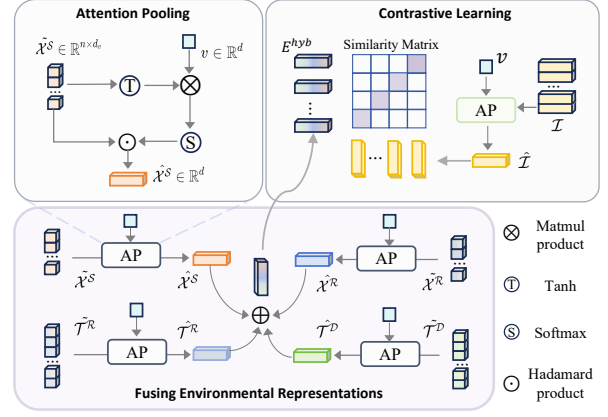 Attention Pooling
X̃^S ∈ ℝ^{n×d_e}
v ∈ ℝ^d
T
⊗
⊙
S
X̂^S ∈ ℝ^d
Contrastive Learning
E^{hyb}
Similarity Matrix
v
AP
I
Î
...
AP
X̃^S
X̂^S
AP
X̂^R
X̃^R
⊕
T̃^R
AP
T̂^R
T̂^D
AP
T̃^D
Fusing Environmental Representations
⊗ Matmul
product
T Tanh
S Softmax
⊙ Hadamard
product